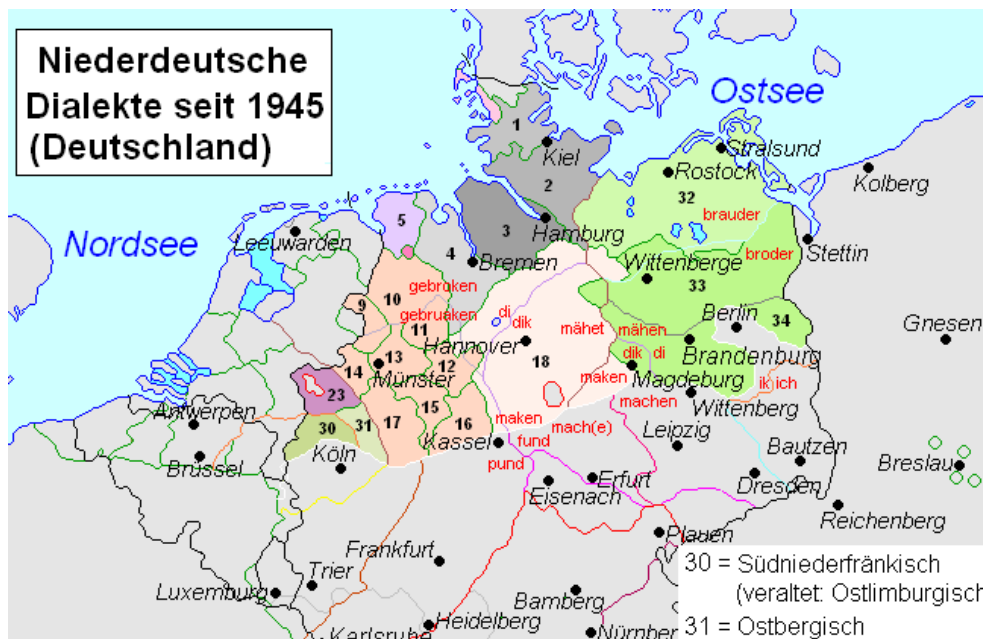 Niederdeutsche
Dialekte seit 1945
(Deutschland)
Ostsee
Nordsee
1
Kiel
2
Stralsund
Rostock
Kolberg
32
brauder
5
3
Hamburg
Leeuwarden
4
Bremen
broder
Stettin
Wittenberge
33
9
10
gebroken
gebruaken
11
di
dik
mähet
mähen
Berlin
34
Gnesen
Hannover
18
Brandenburg
13
12
Münster
14
dik
di
Magdeburg
maken
machen
ik
ich
Wittenberg
23
Antwerpen
30
31
17
15
16
maken
mach(e)
Kassel
fund
pund
Leipzig
Bautzen
Brüssel
Köln
Breslau
Erfurt
Eisenach
Dresden
Reichenberg
Plauen
Frankfurt
Trier
Luxemburg
Bamberg
Heidelberg
Karlsruhe
Nürnberg
30 = Südniederfränkisch
(veraltet: Ostlimburgisch
31 = Ostbergisch